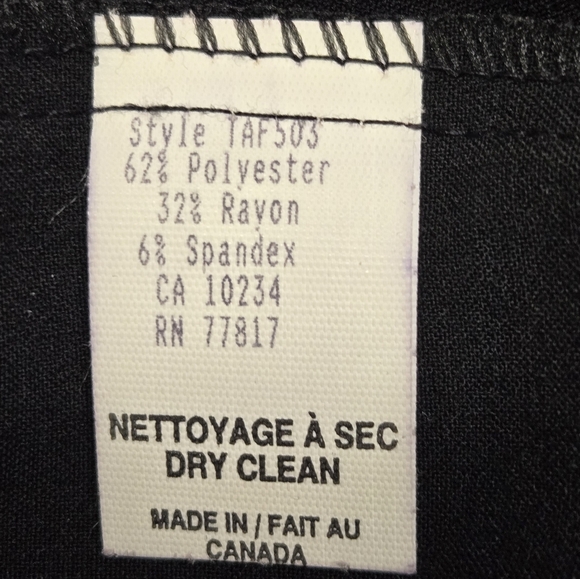 Style TAF503
62% Polyester
32% Rayon
6% Spandex
CA 10234
RN 77817
NETTOYAGE À SEC
DRY CLEAN
MADE IN / FAIT AU
CANADA